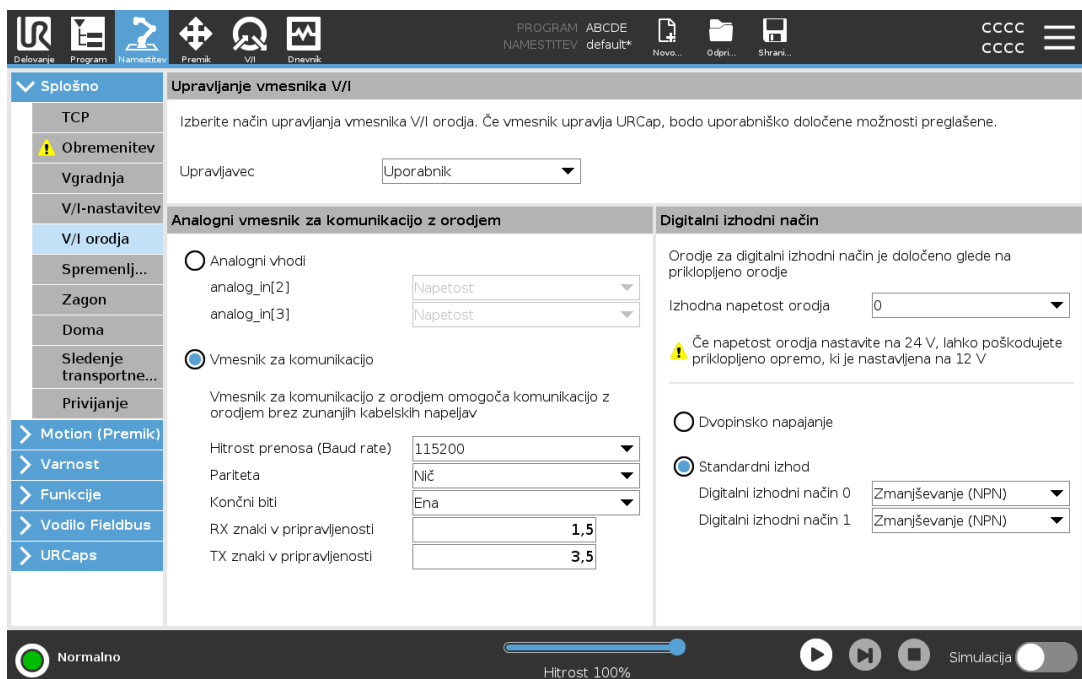 PROGRAM ABCDE
NAMESTITEV default*
CCCC
CCCC
Delovanje Program Namestitev Premik V/I Dnevnik Novo... Odpri... Shrani...
Splošno
TCP
Obremenitev
Vgradnja
V/I-nastavitev
V/I orodja
Spremenlj...
Zagon
Doma
Sledenje
transportne...
Privijanje
Motion (Premik)
Varnost
Funkcije
Vodilo Fieldbus
URCaps
Upravljanje vmesnika V/I
Izberite način upravljanja vmesnika V/I orodja. Če vmesnik upravlja URCap, bodo uporabniško določene možnosti preglašene.
Upravljavec Uporabnik
Analogni vmesnik za komunikacijo z orodjem
Analogni vhodi
analog_in[2] Napetost
analog_in[3] Napetost
Vmesnik za komunikacijo
Vmesnik za komunikacijo z orodjem omogoča komunikacijo z
orodjem brez zunanjih kabelskih napeljav
Hitrost prenosa (Baud rate) 115200
Pariteta Nič
Končni biti Ena
RX znaki v pripravljenosti 1,5
TX znaki v pripravljenosti 3,5
Digitalni izhodni način
Orodje za digitalni izhodni način je določeno glede na
priklopljeno orodje
Izhodna napetost orodja 0
Če napetost orodja nastavite na 24 V, lahko poškodujete
priklopljeno opremo, ki je nastavljena na 12 V
Dvopinsko napajanje
Standardni izhod
Digitalni izhodni način 0 Zmanjševanje (NPN)
Digitalni izhodni način 1 Zmanjševanje (NPN)
Normalno
Hitrost 100%
Simulacija